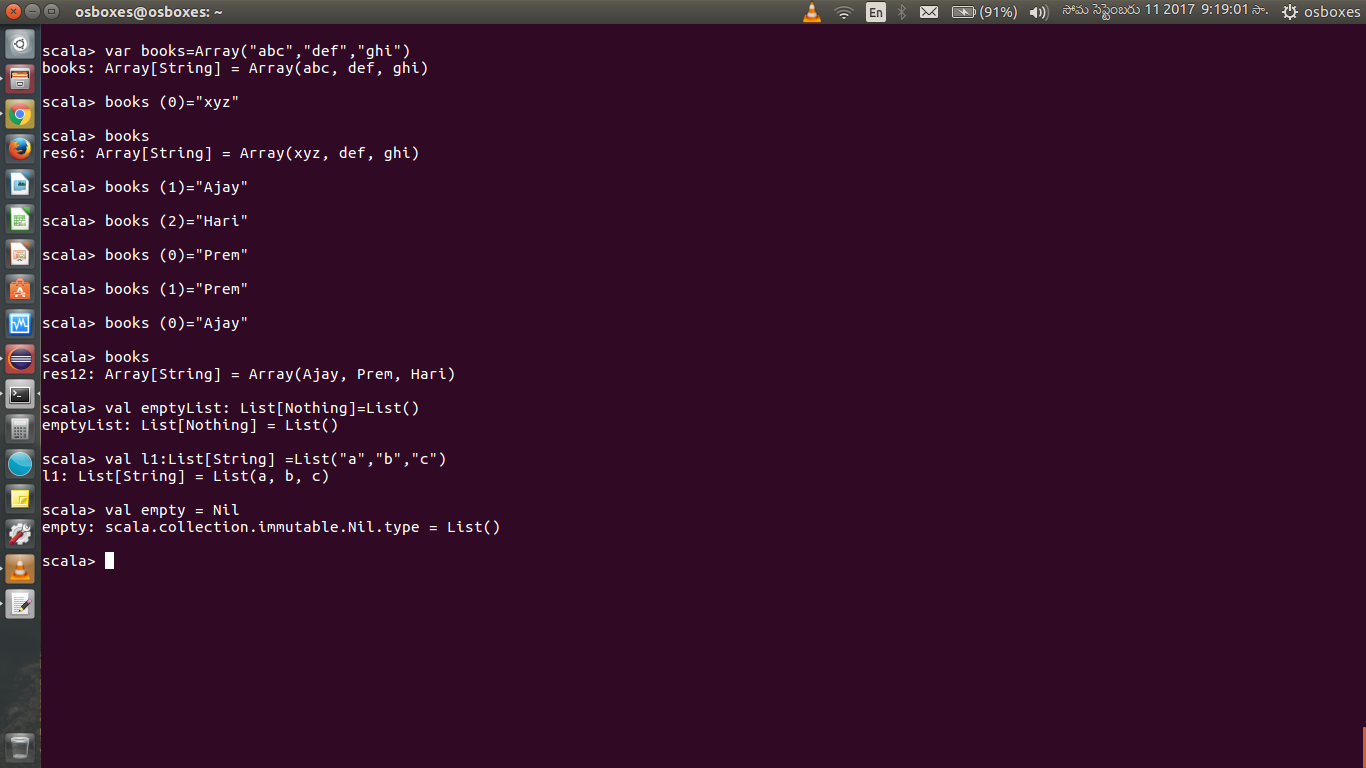 osboxes@osboxes: ~
En
(91%)
సోమ సెప్టెంబరు 11 2017 9:19:01 సా.
osboxes
scala> var books=Array("abc","def","ghi")
books: Array[String] = Array(abc, def, ghi)
scala> books (0)="xyz"
scala> books
res6: Array[String] = Array(xyz, def, ghi)
scala> books (1)="Ajay"
scala> books (2)="Hari"
scala> books (0)="Prem"
scala> books (1)="Prem"
scala> books (0)="Ajay"
scala> books
res12: Array[String] = Array(Ajay, Prem, Hari)
scala> val emptyList: List[Nothing]=List()
emptyList: List[Nothing] = List()
scala> val l1:List[String] =List("a","b","c")
l1: List[String] = List(a, b, c)
scala> val empty = Nil
empty: scala.collection.immutable.Nil.type = List()
scala>